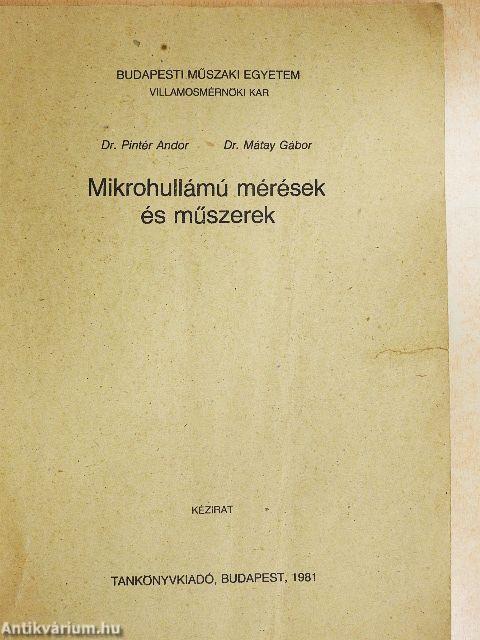 BUDAPESTI MŰSZAKI EGYETEM
VILLAMOSMÉRNÖKI KAR
Dr. Pintér Andor Dr. Mátay Gábor
Mikrohullámú mérések
és műszerek
KÉZIRAT
TANKÖNYVKIADÓ, BUDAPEST, 1981
Antikvárium.hu